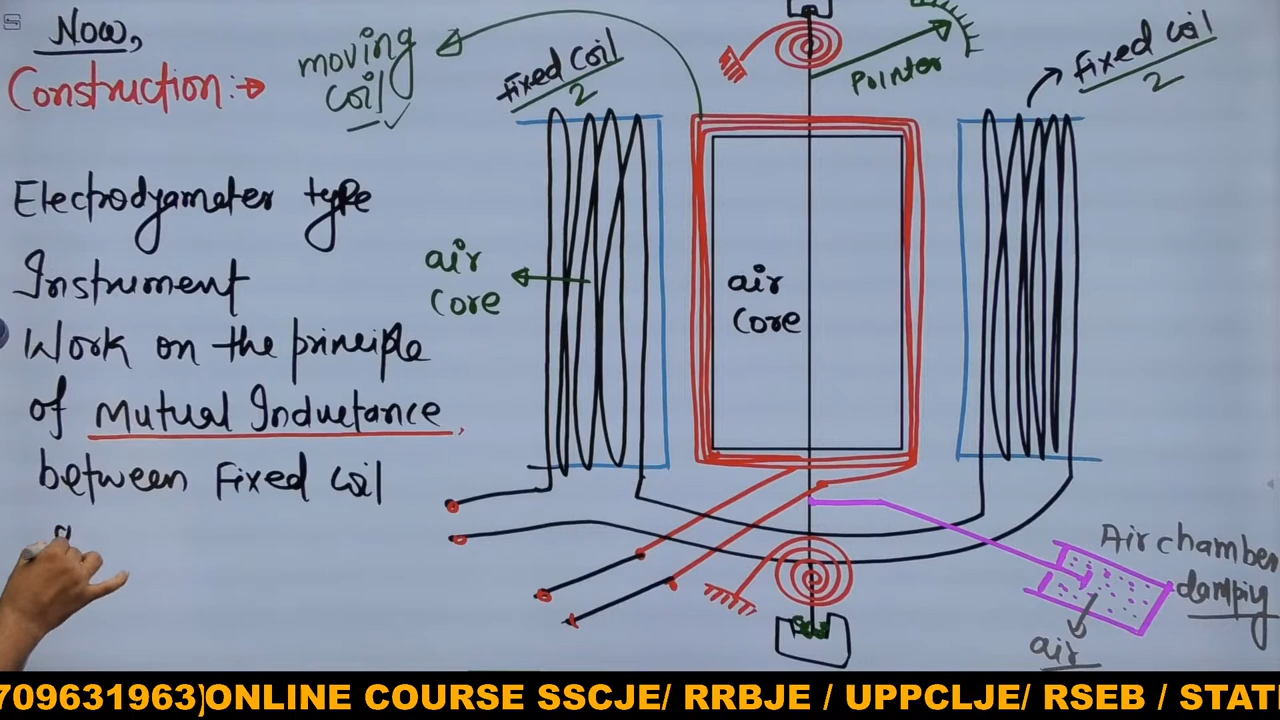 Now,
Construction:→
moving
coil
Fixed Coil
2
Pointer
Fixed coil
2
Electrodyameter type
Instrument
Work on the principle
of Mutual Inductance,
between Fixed Coil
&
air
core
air
core
Air chamber
damping
air
709631963)ONLINE COURSE SSCJE/ RRBJE / UPPCLJE/ RSEB / STAT